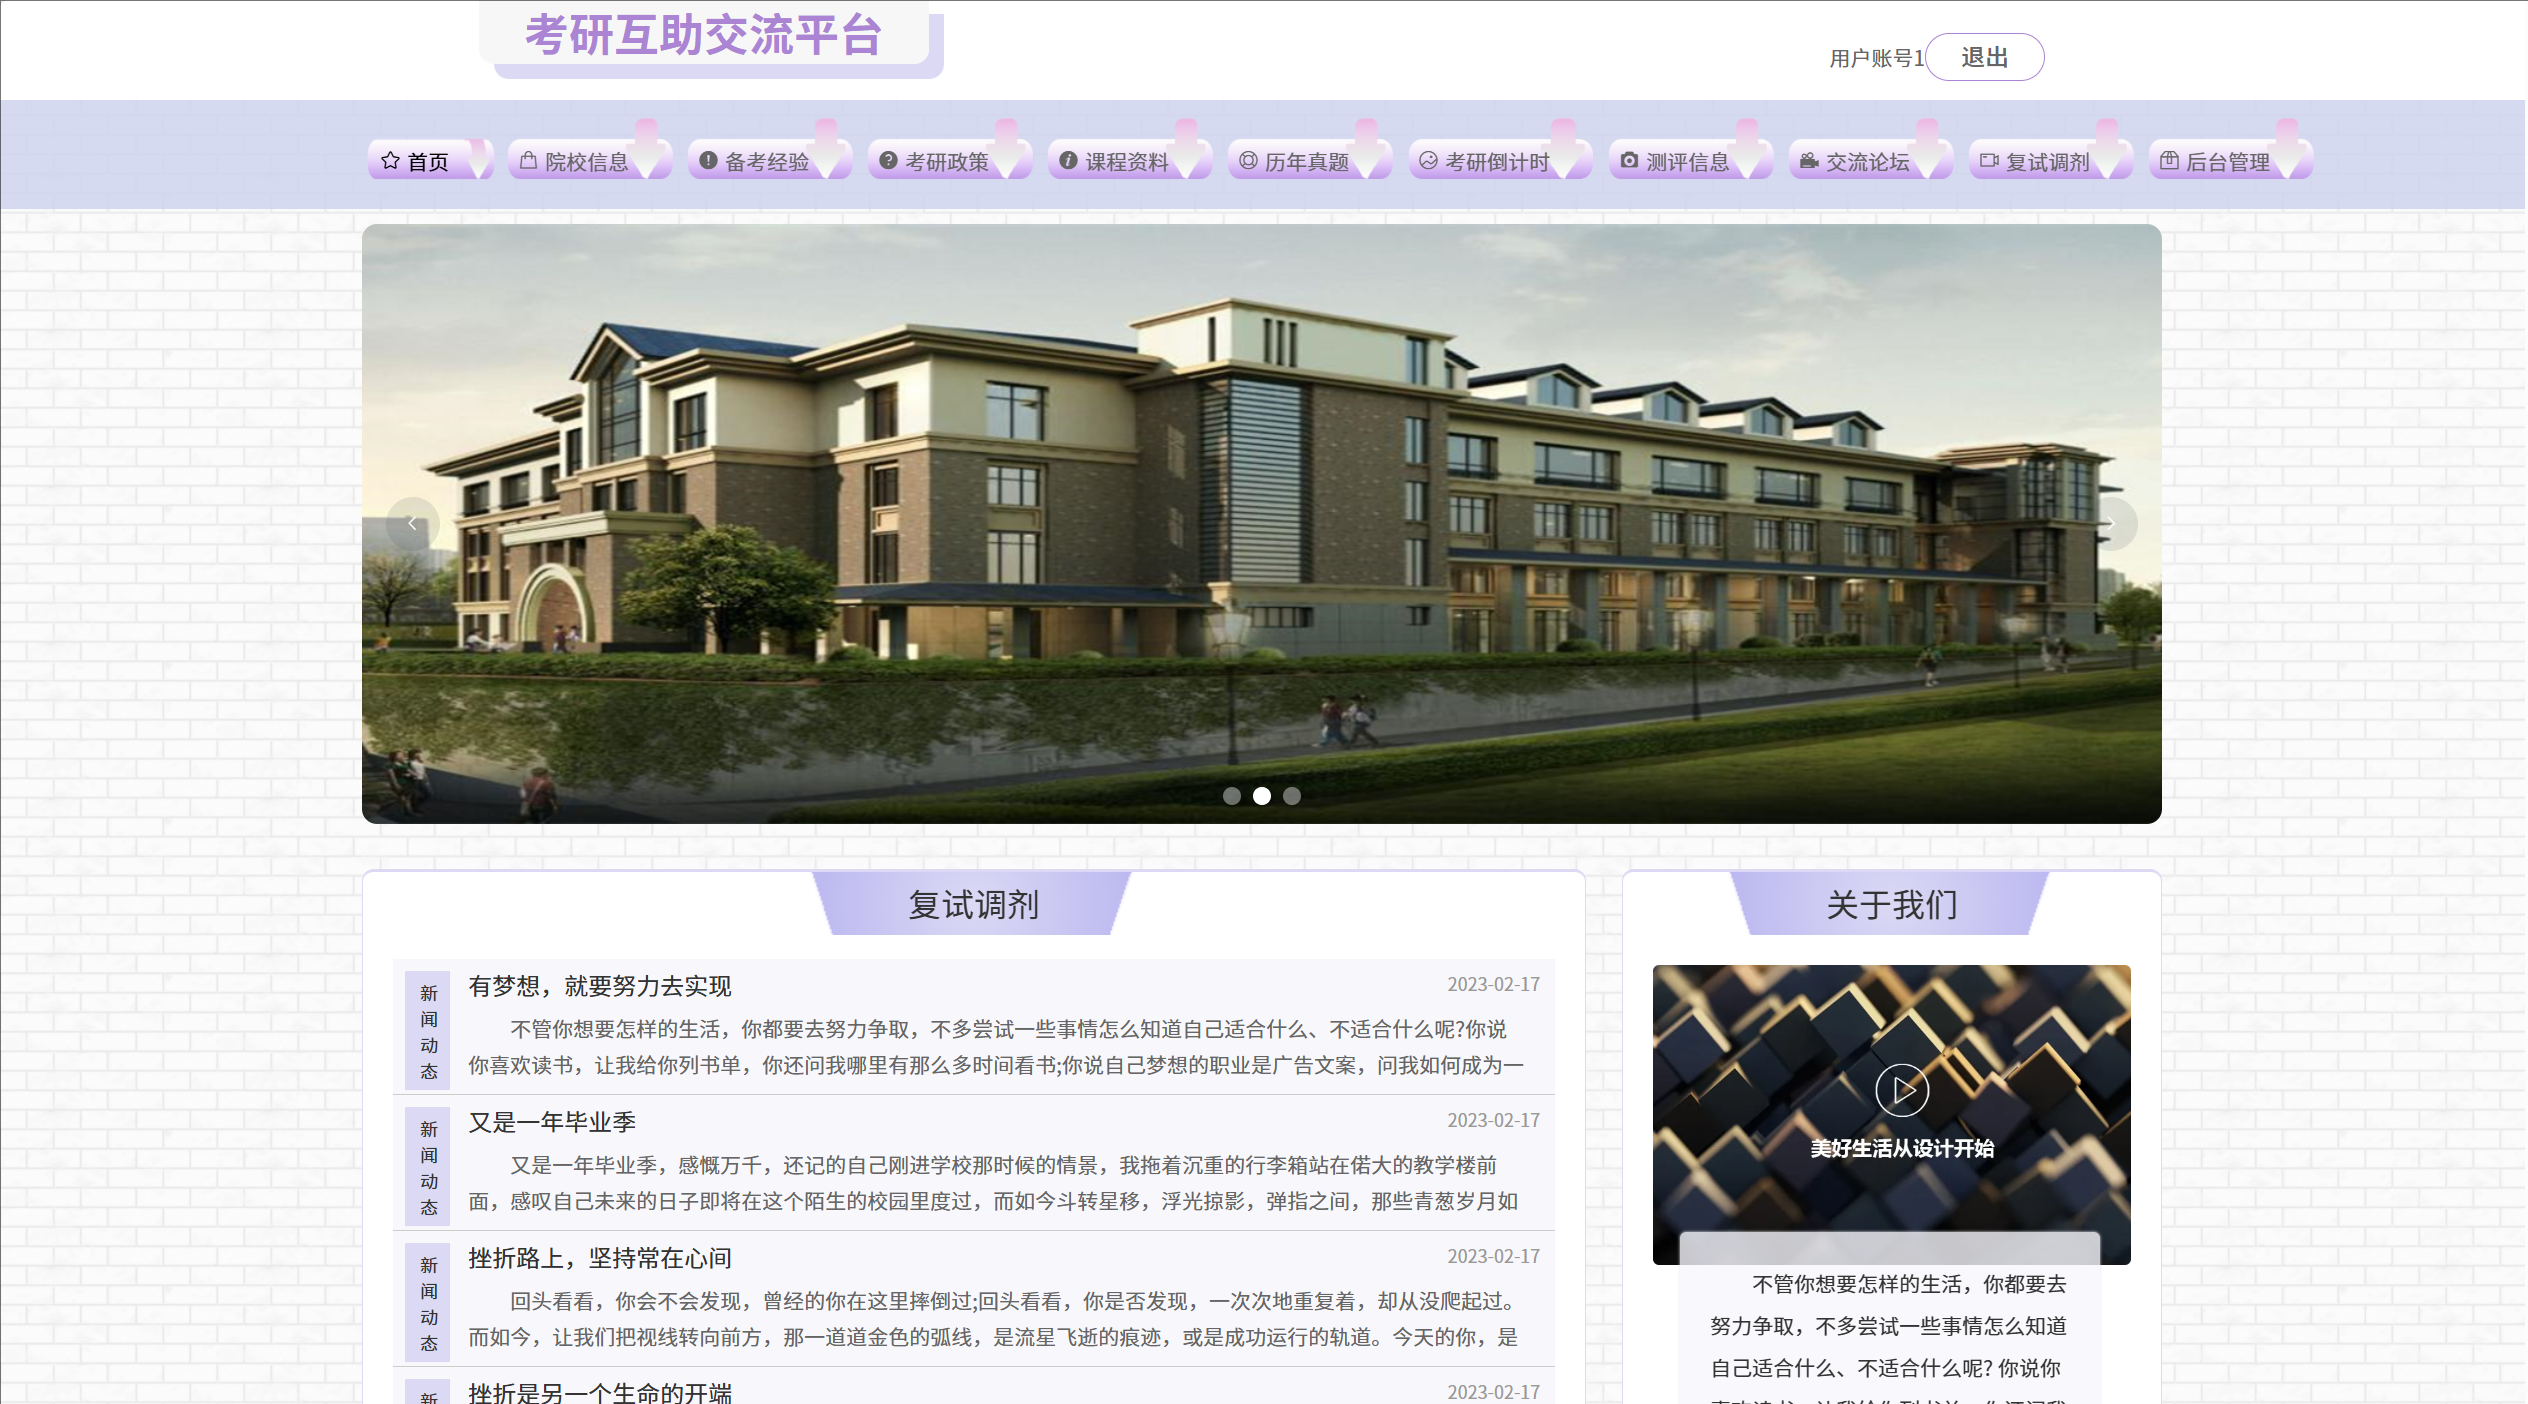 考研互助交流平台
用户账号1
退出
首页
院校信息
备考经验
考研政策
课程资料
历年真题
考研倒计时
测评信息
交流论坛
复试调剂
后台管理
复试调剂
新闻动态
有梦想，就要努力去实现
2023-02-17
不管你想要怎样的生活，你都要去努力争取，不多尝试一些事情怎么知道自己适合什么、不适合什么呢?你说
你喜欢读书，让我给你列书单，你还问我哪里有那么多时间看书;你说自己梦想的职业是广告文案，问我如何成为一
新闻动态
又是一年毕业季
2023-02-17
又是一年毕业季，感慨万千，还记的自己刚进学校那时候的情景，我拖着沉重的行李箱站在偌大的教学楼前
面，感叹自己未来的日子即将在这个陌生的校园里度过，而如今斗转星移，浮光掠影，弹指之间，那些青葱岁月如
新闻动态
挫折路上，坚持常在心间
2023-02-17
回头看看，你会不会发现，曾经的你在这里摔倒过;回头看看，你是否发现，一次次地重复着，却从没爬起过。
而如今，让我们把视线转向前方，那一道道金色的弧线，是流星飞逝的痕迹，或是成功运行的轨道。今天的你，是
新
挫折是另一个生命的开端
2023-02-17
关于我们
美好生活从设计开始
不管你想要怎样的生活，你都要去
努力争取，不多尝试一些事情怎么知道
自己适合什么、不适合什么呢? 你说你